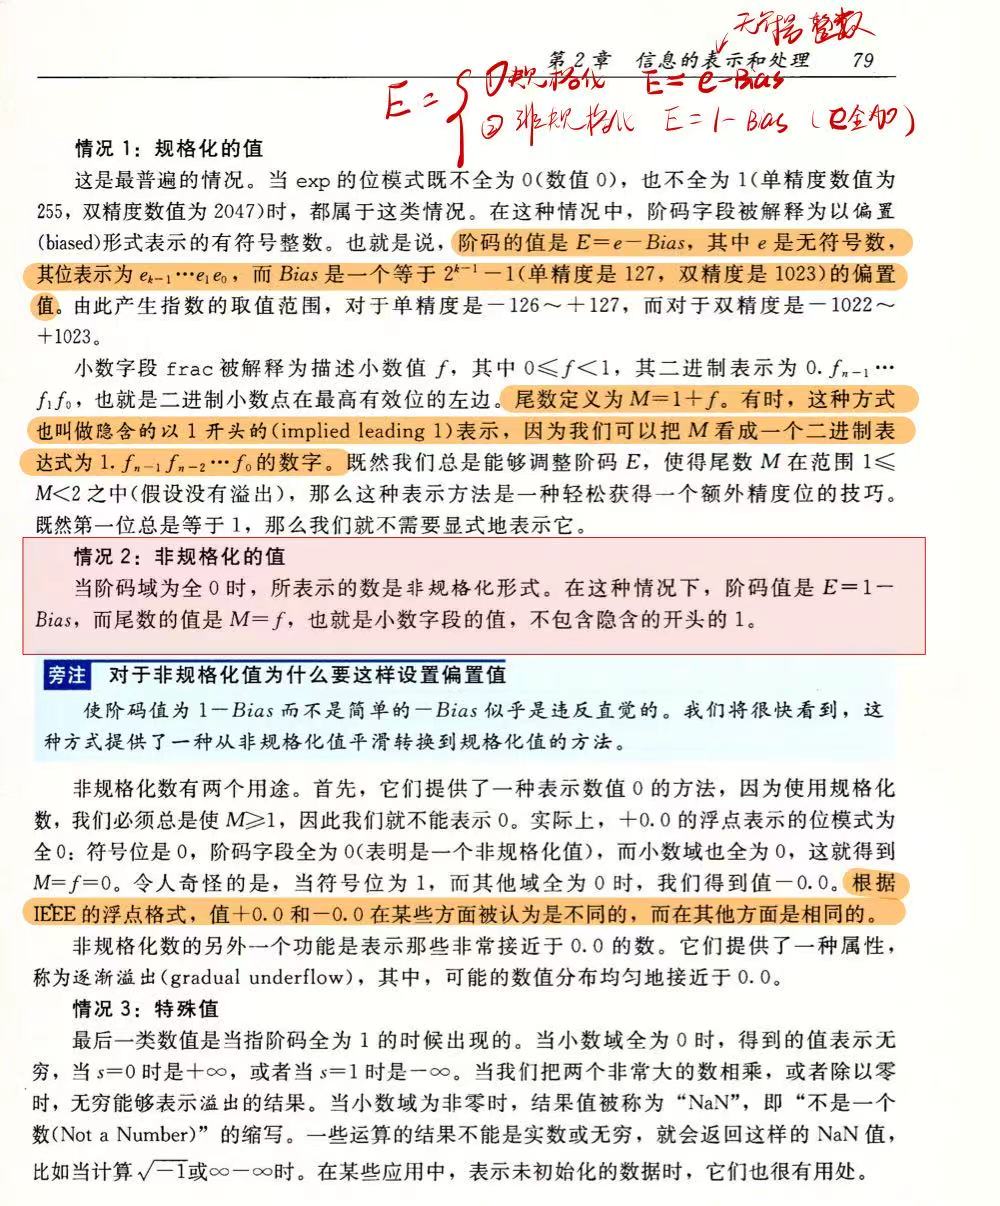 无符号整数
第2章 信息的表示和处理 79
E = { ① 规格化 E = e-Bias
② 非规格化 E = 1- Bias (e全为0)
情况 1：规格化的值
这是最普遍的情况。当 exp 的位模式既不全为 0(数值 0)，也不全为 1(单精度数值为
255，双精度数值为 2047)时，都属于这类情况。在这种情况中，阶码字段被解释为以偏置
(biased)形式表示的有符号整数。也就是说，阶码的值是 E=e-Bias，其中 e 是无符号数，
其位表示为 eₖ₋₁…e₁e₀，而 Bias 是一个等于 2ᵏ⁻¹-1(单精度是 127，双精度是 1023)的偏置
值。由此产生指数的取值范围，对于单精度是-126～+127，而对于双精度是-1022～
+1023。
小数字段 frac 被解释为描述小数值 f，其中 0≤f<1，其二进制表示为 0. fₙ₋₁…
f₁f₀，也就是二进制小数点在最高有效位的左边。尾数定义为 M=1+f。有时，这种方式
也叫做隐含的以 1 开头的(implied leading 1)表示，因为我们可以把 M 看成一个二进制表
达式为 1. fₙ₋₁fₙ₋₂…f₀的数字。既然我们总是能够调整阶码 E，使得尾数 M 在范围 1≤
M<2 之中(假设没有溢出)，那么这种表示方法是一种轻松获得一个额外精度位的技巧。
既然第一位总是等于 1，那么我们就不需要显式地表示它。
情况 2：非规格化的值
当阶码域为全 0 时，所表示的数是非规格化形式。在这种情况下，阶码值是 E=1-
Bias，而尾数的值是 M=f，也就是小数字段的值，不包含隐含的开头的 1。
旁注 对于非规格化值为什么要这样设置偏置值
使阶码值为 1-Bias 而不是简单的-Bias 似乎是违反直觉的。我们将很快看到，这
种方式提供了一种从非规格化值平滑转换到规格化值的方法。
非规格化数有两个用途。首先，它们提供了一种表示数值 0 的方法，因为使用规格化
数，我们必须总是使 M≥1，因此我们就不能表示 0。实际上，+0.0 的浮点表示的位模式为
全0：符号位是 0，阶码字段全为 0(表明是一个非规格化值)，而小数域也全为 0，这就得到
M=f=0。令人奇怪的是，当符号位为 1，而其他域全为 0 时，我们得到值-0.0。根据
IEEE 的浮点格式，值+0.0 和-0.0 在某些方面被认为是不同的，而在其他方面是相同的。
非规格化数的另外一个功能是表示那些非常接近于 0.0 的数。它们提供了一种属性，
称为逐渐溢出(gradual underflow)，其中，可能的数值分布均匀地接近于 0.0。
情况 3：特殊值
最后一类数值是当指阶码全为 1 的时候出现的。当小数域全为 0 时，得到的值表示无
穷，当 s=0 时是+∞，或者当 s=1 时是-∞。当我们把两个非常大的数相乘，或者除以零
时，无穷能够表示溢出的结果。当小数域为非零时，结果值被称为“NaN”，即“不是一个
数(Not a Number)”的缩写。一些运算的结果不能是实数或无穷，就会返回这样的 NaN 值，
比如当计算√-1或∞-∞时。在某些应用中，表示未初始化的数据时，它们也很有用处。